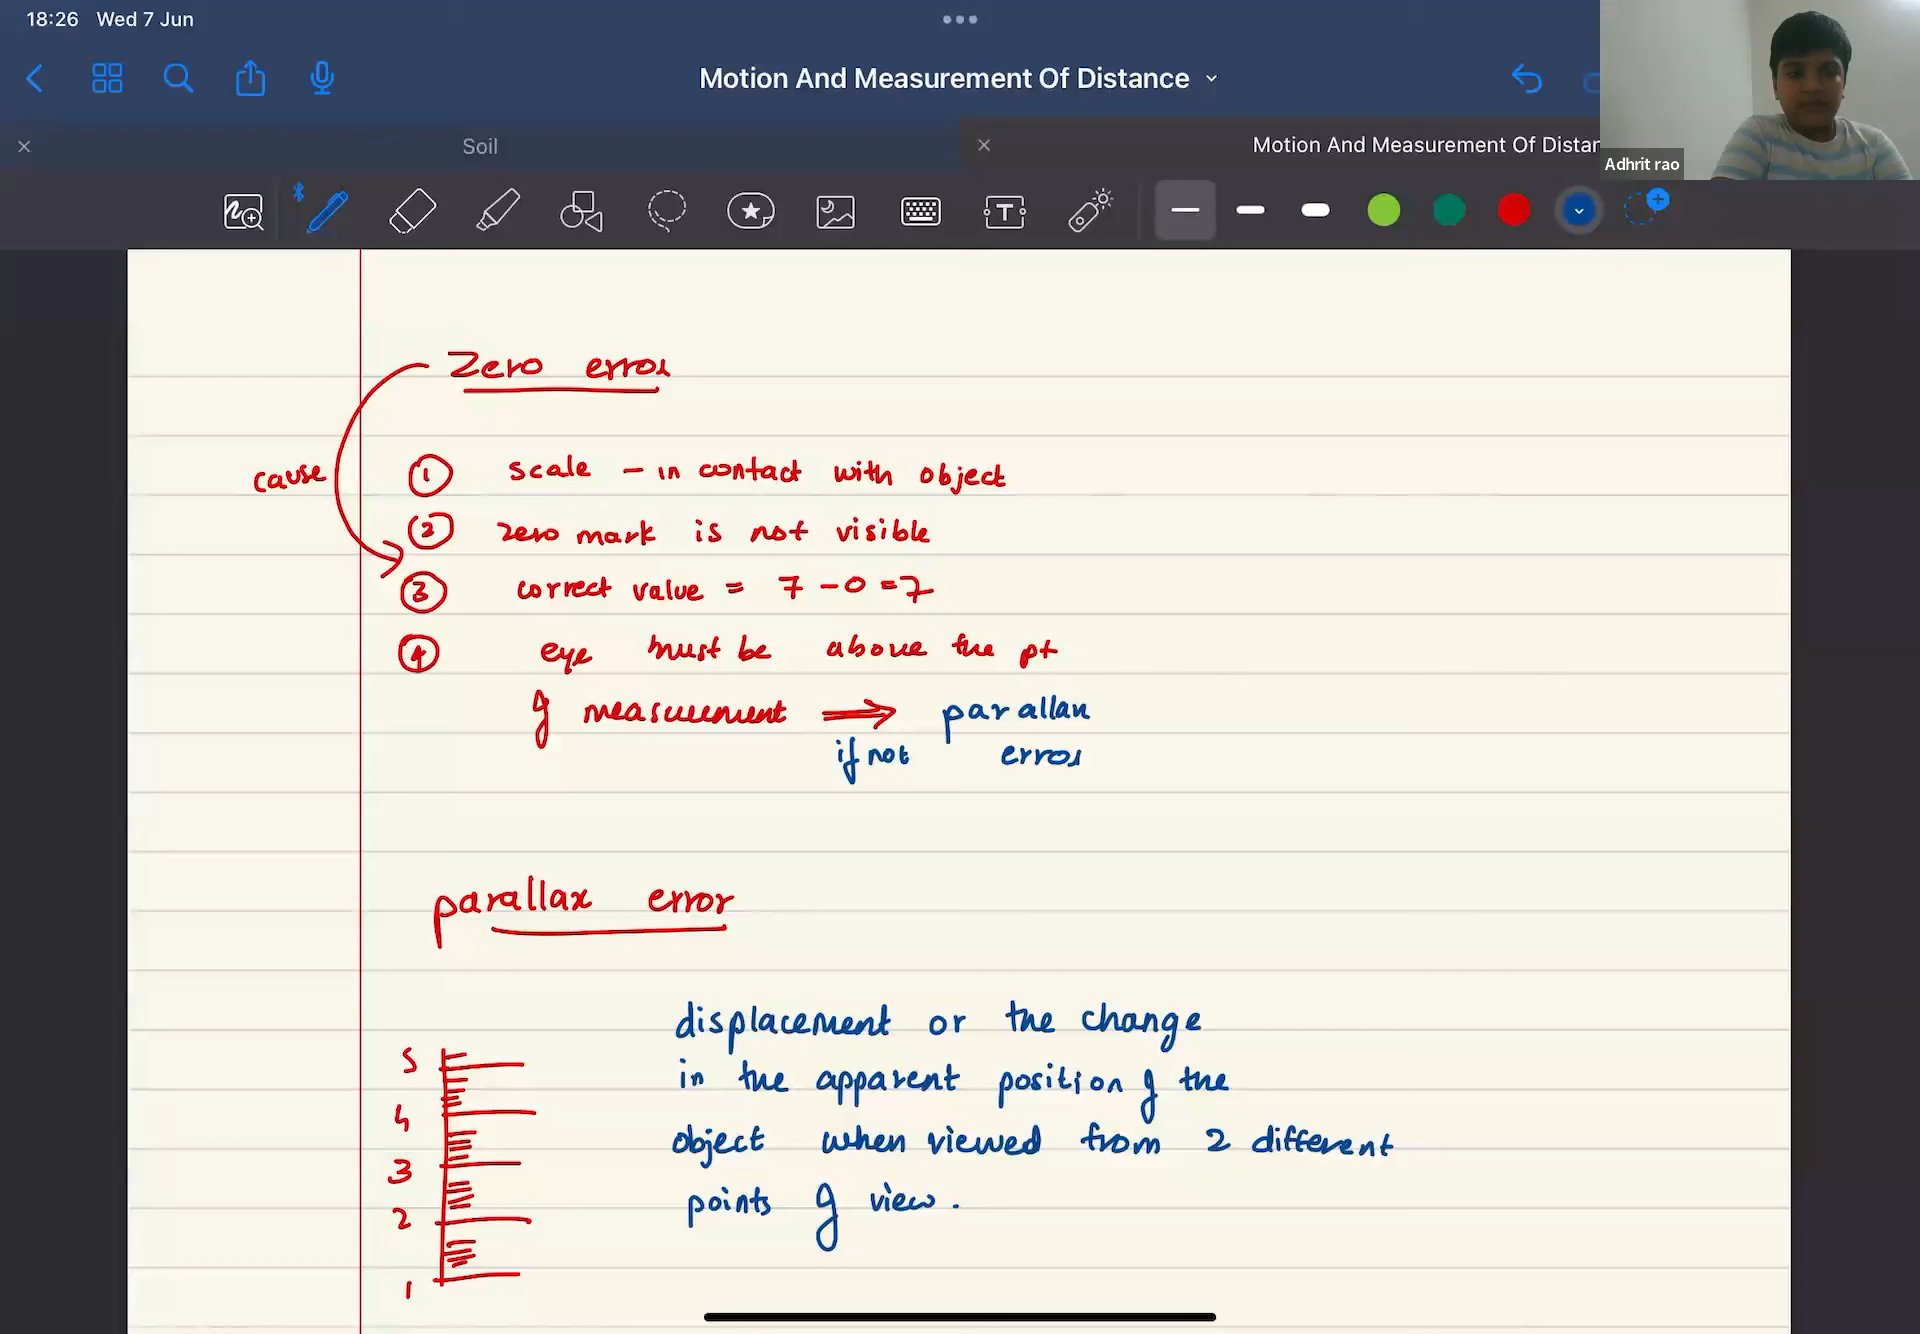 18:26 Wed 7 Jun
Motion And Measurement Of Distance
Soil
Motion And Measurement Of Distan
Adhrit rao
T
Zero error
cause
1 scale - in contact with object
2 zero mark is not visible
3 correct value = 7 - 0 = 7
4 eye must be above the pt
of measurement ⇒ parallax
if not error
parallax error
displacement or the change
in the apparent position of the
object when viewed from 2 different
points of view.
5
4
3
2
1